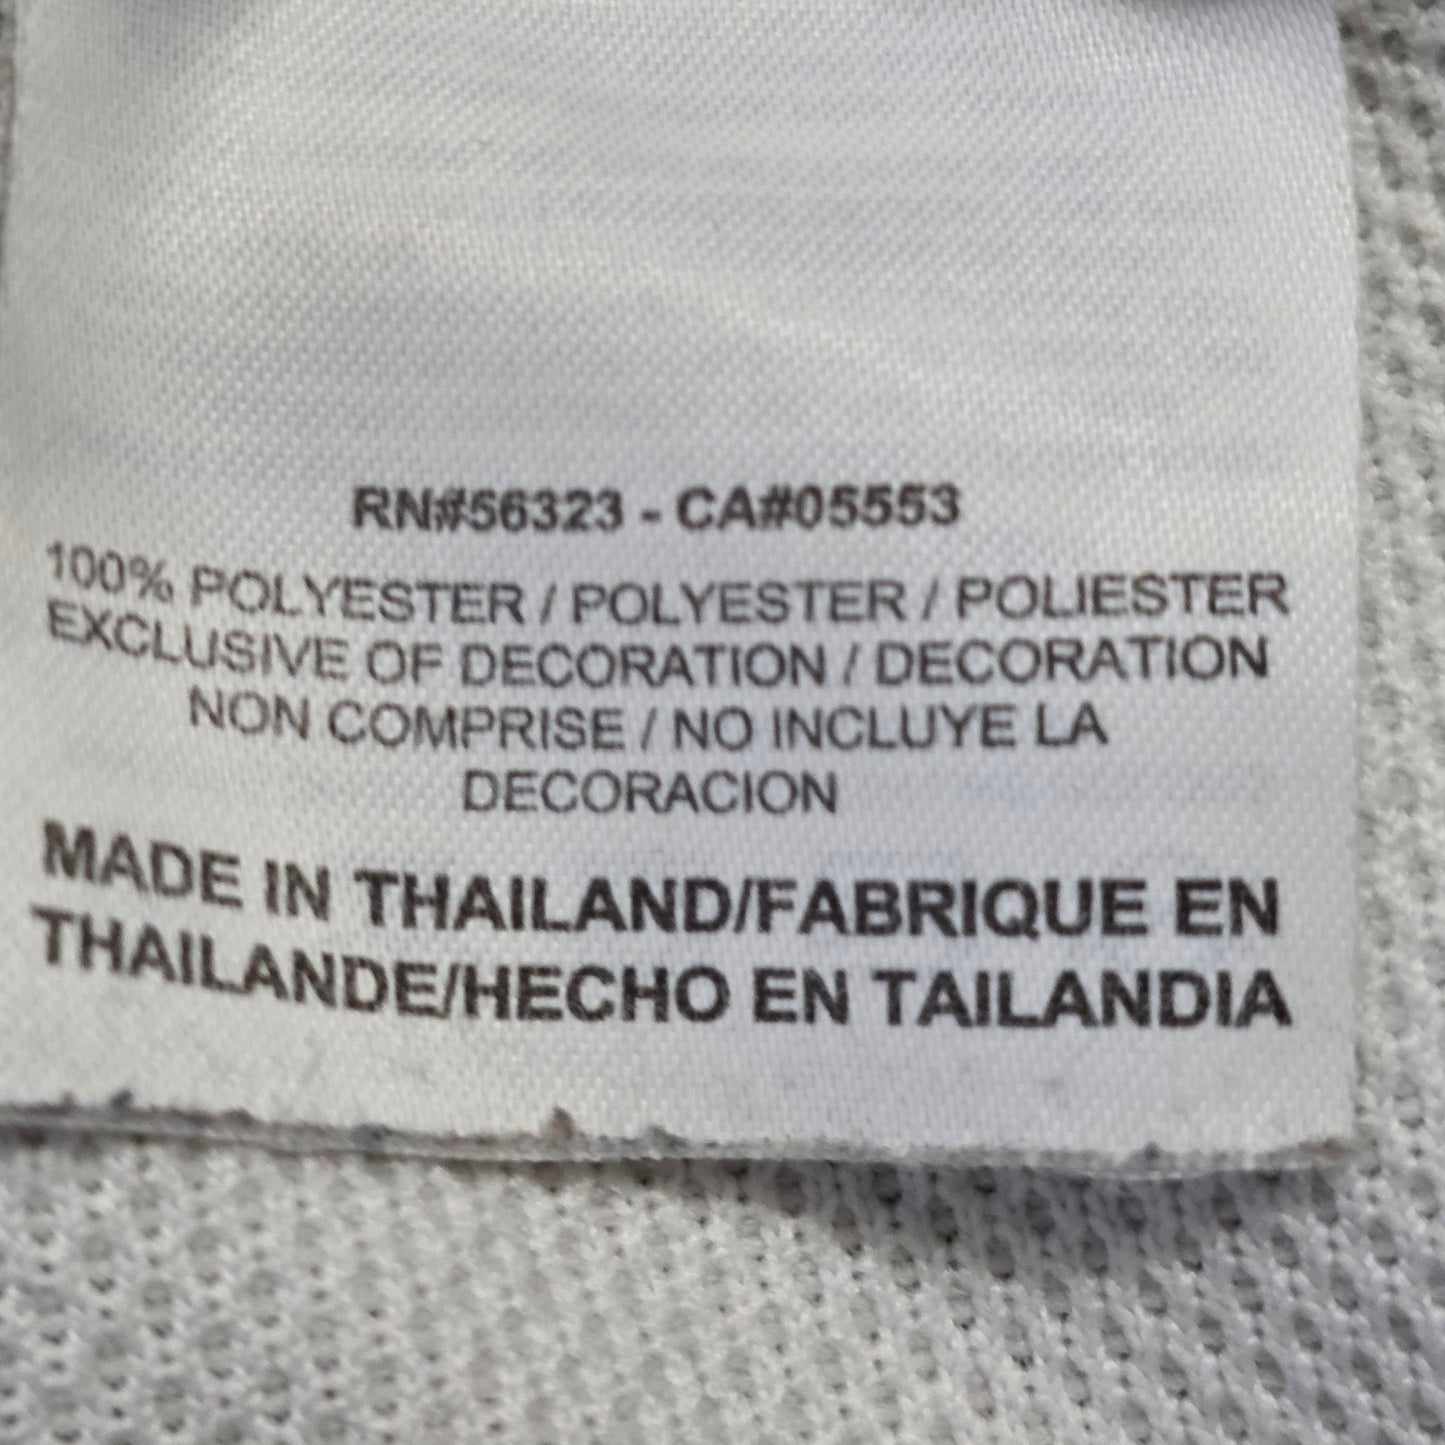 RN#56323 - CA#05553
100% POLYESTER / POLYESTER / POLIESTER
EXCLUSIVE OF DECORATION / DECORATION
NON COMPRISE / NO INCLUYE LA
DECORACION
MADE IN THAILAND/FABRIQUE EN
THAILANDE/HECHO EN TAILANDIA